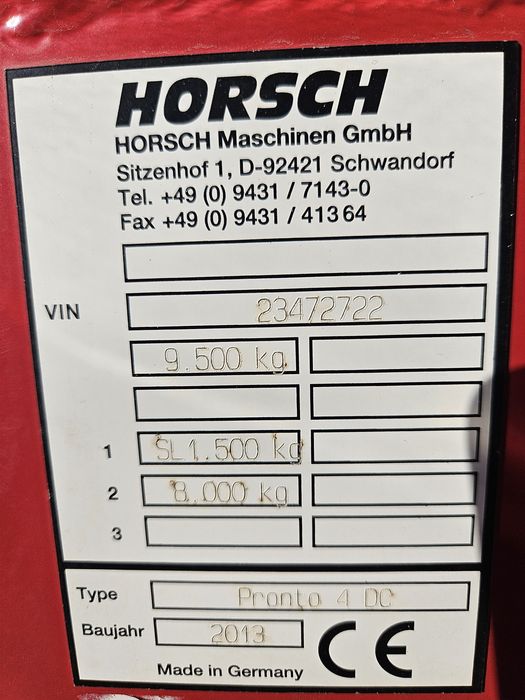 HORSCH
HORSCH Maschinen GmbH
Sitzenhof 1, D-92421 Schwandorf
Tel. +49 (0) 9431 / 7143-0
Fax +49 (0) 9431 / 413 64
VIN 23472722
9.500 kg
1 SL1.500 kg
2 8.000 kg
3
Type Pronto 4 DC
Baujahr 2013
CE
Made in Germany